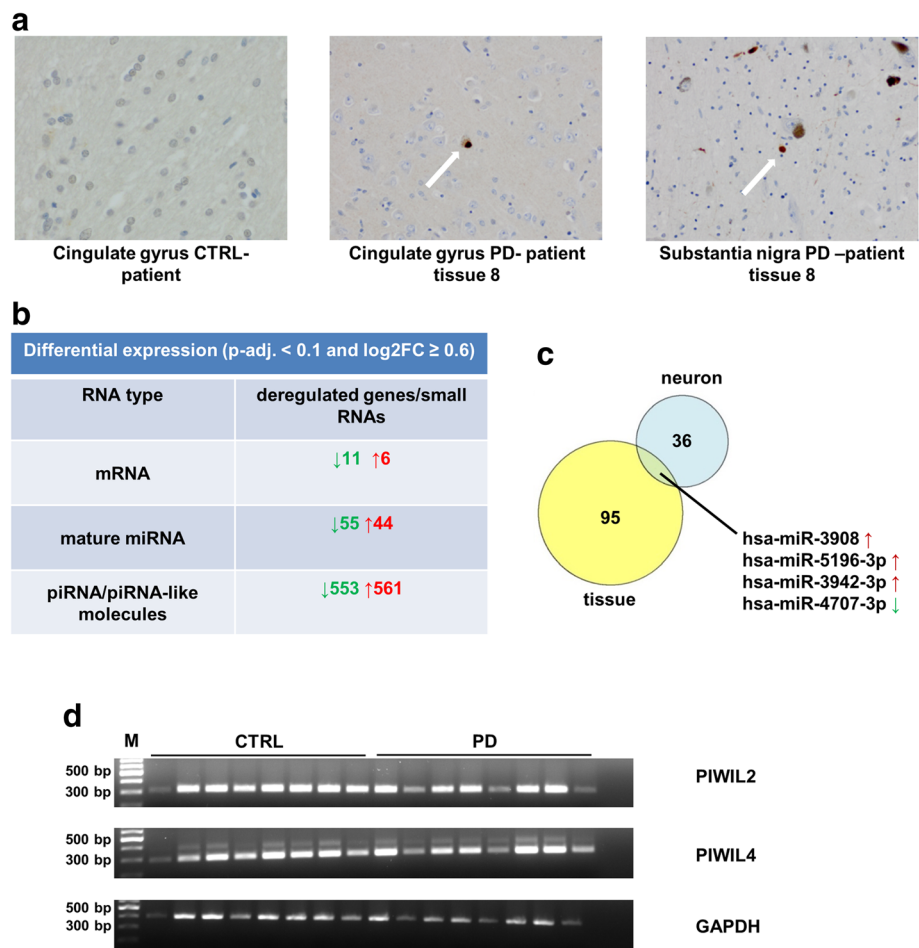 a
Cingulate gyrus CTRL-
patient
Cingulate gyrus PD- patient
tissue 8
Substantia nigra PD –patient
tissue 8
b
Differential expression (p-adj. < 0.1 and log2FC ≥ 0.6)
RNA type
deregulated genes/small
RNAs
mRNA
↓11 ↑6
mature miRNA
↓55 ↑44
piRNA/piRNA-like
molecules
↓553 ↑561
c
neuron
36
95
tissue
hsa-miR-3908 ↑
hsa-miR-5196-3p ↑
hsa-miR-3942-3p ↑
hsa-miR-4707-3p ↓
d
M
CTRL
PD
500 bp
300 bp
PIWIL2
500 bp
300 bp
PIWIL4
500 bp
300 bp
GAPDH